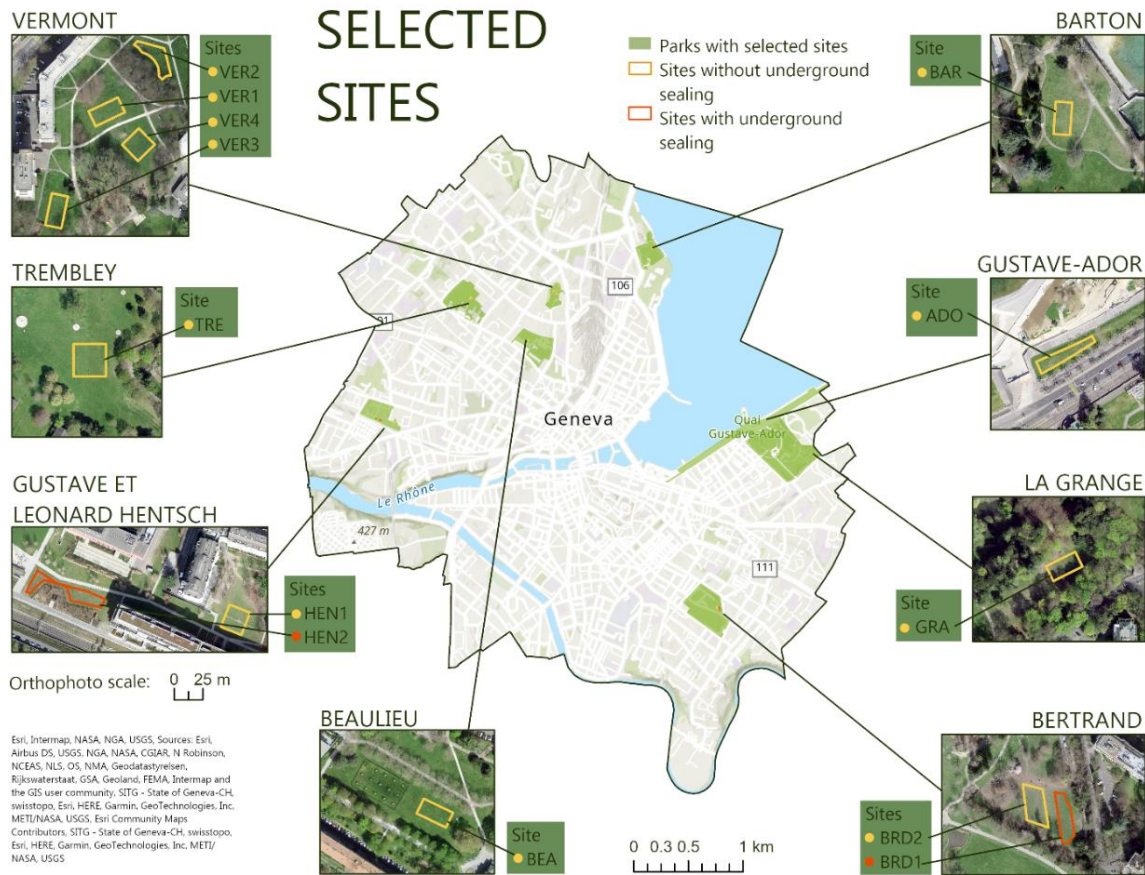 VERMONT
Sites
VER2
VER1
VER4
VER3
SELECTED
SITES
Parks with selected sites
Sites without underground
sealing
Sites with underground
sealing
BARTON
Site
BAR
TREMBLEY
Site
TRE
GUSTAVE-ADOR
Site
ADO
106
Geneva
Quai
Gustave-Ador
Le Rhône
427 m
111
GUSTAVE ET
LEONARD HENTSCH
Sites
HEN1
HEN2
LA GRANGE
Site
GRA
Orthophoto scale: 0 25 m
Esri, Intermap, NASA, NGA, USGS, Sources: Esri,
Airbus DS, USGS, NGA, NASA, CGIAR, N Robinson,
NCEAS, NLS, OS, NMA, Geodatastyrelsen,
Rijkswaterstaat, GSA, Geoland, FEMA, Intermap and
the GIS user community, SITG - State of Geneva-CH,
swisstopo, Esri, HERE, Garmin, GeoTechnologies, Inc.
METI/NASA, USGS, Esri Community Maps
Contributors, SITG - State of Geneva-CH, swisstopo,
Esri, HERE, Garmin, GeoTechnologies, Inc, METI/
NASA, USGS
BEAULIEU
Site
BEA
0 0.3 0.5 1 km
BERTRAND
Sites
BRD2
BRD1